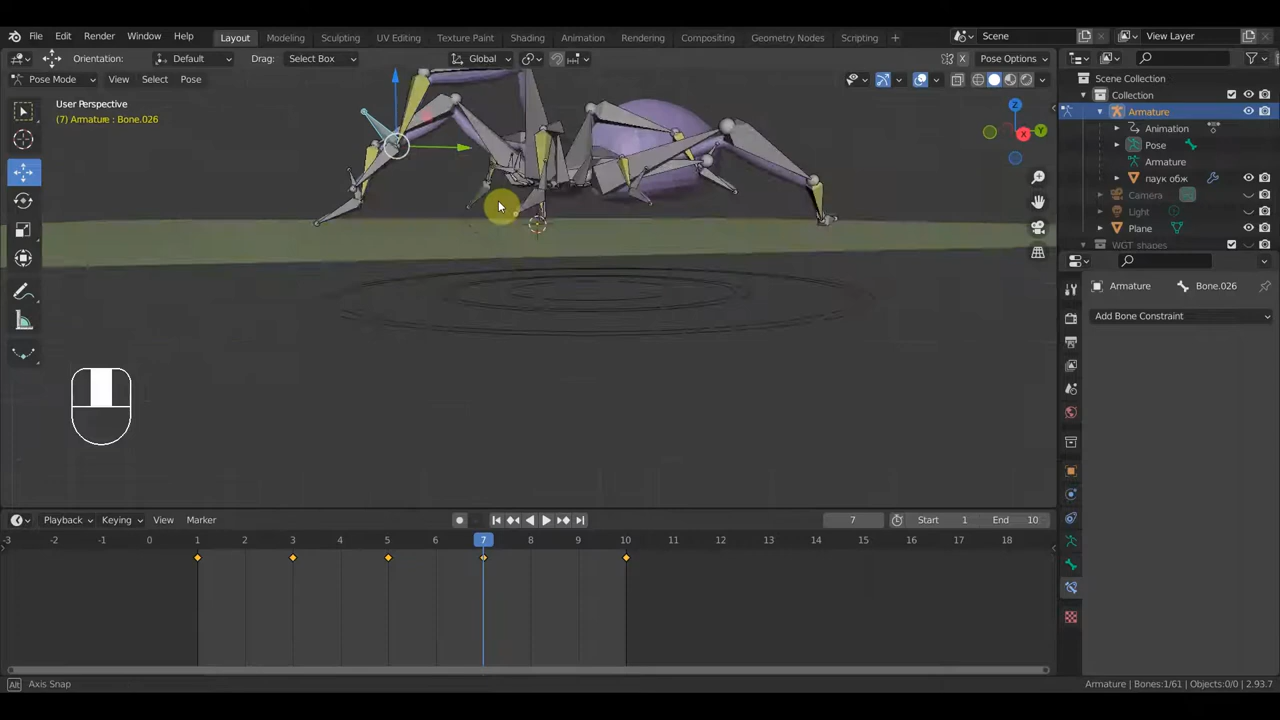 File Edit Render Window Help Layout Modeling Sculpting UV Editing Texture Paint Shading Animation Rendering Compositing Geometry Nodes Scripting + Scene View Layer
Orientation: Default Drag: Select Box Global Pose Options
Pose Mode View Select Pose
Scene Collection
User Perspective
(7) Armature : Bone.026
Collection
Armature
Animation
Pose
Armature
паук обж
Camera
Light
Plane
WGT_shapes
Armature Bone.026
Add Bone Constraint
Z
Y
X
Playback Keying View Marker 7 Start 1 End 10
-3 -2 -1 0 1 2 3 4 5 6 7 8 9 10 11 12 13 14 15 16 17 18
Alt Axis Snap Armature | Bones:1/61 | Objects:0/0 | 2.93.7